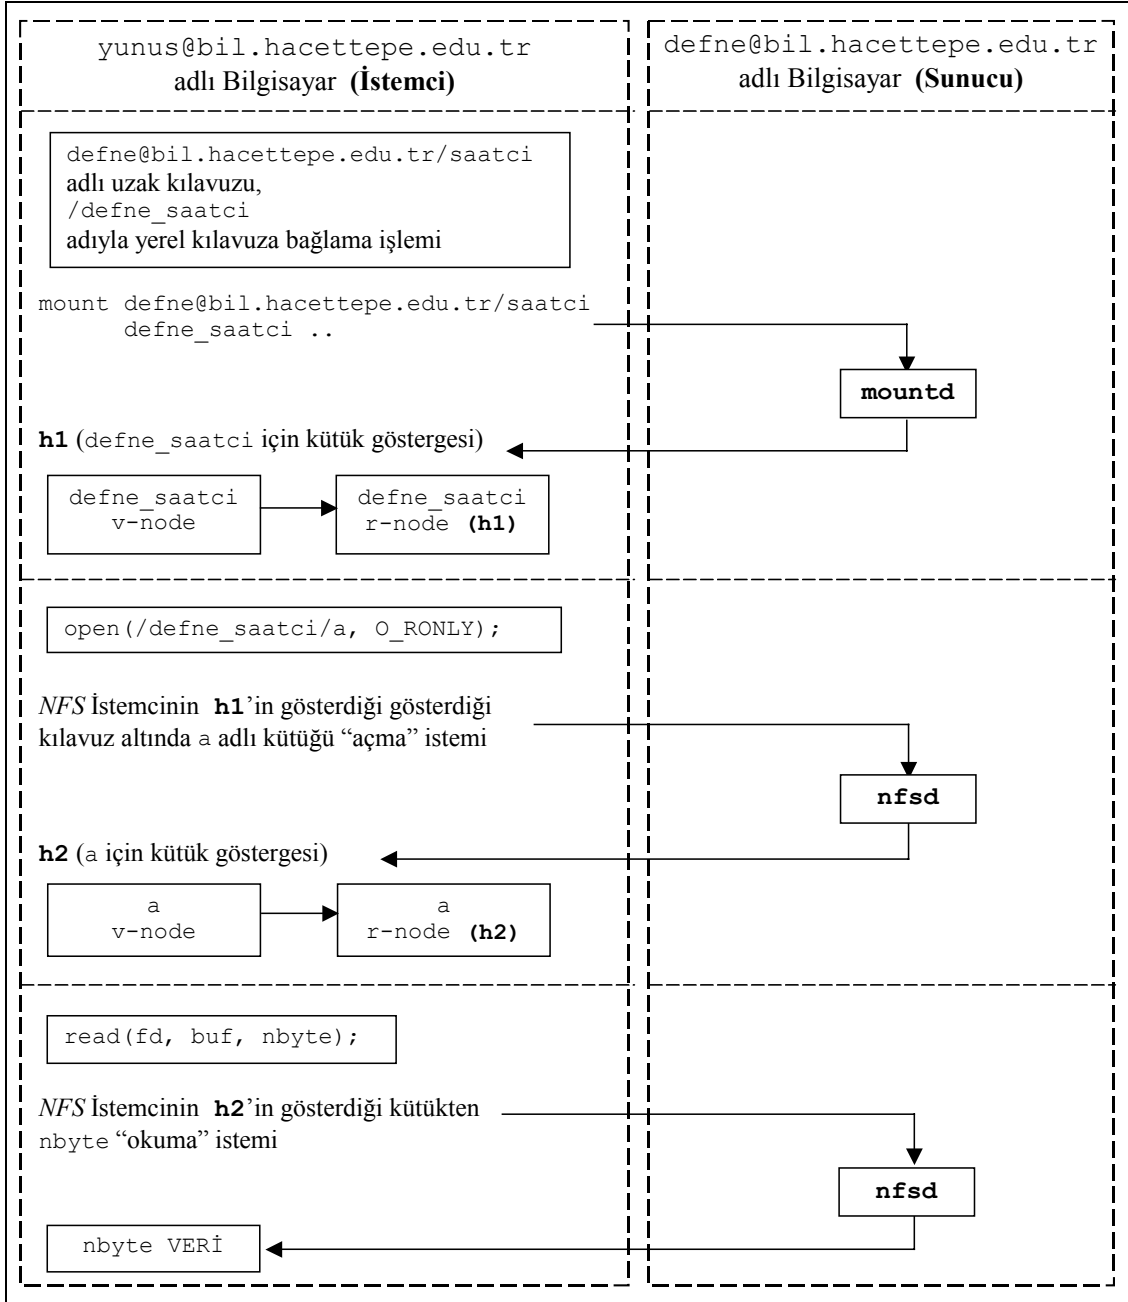 yunus@bil.hacettepe.edu.tr
adlı Bilgisayar (İstemci)
defne@bil.hacettepe.edu.tr
adlı Bilgisayar (Sunucu)
defne@bil.hacettepe.edu.tr/saatci
adlı uzak kılavuzu,
/defne_saatci
adıyla yerel kılavuza bağlama işlemi
mount defne@bil.hacettepe.edu.tr/saatci
defne_saatci ..
mountd
h1 (defne_saatci için kütük göstergesi)
defne_saatci
v-node
defne_saatci
r-node (h1)
open(/defne_saatci/a, O_RONLY);
NFS İstemcinin h1’in gösterdiği gösterdiği
kılavuz altında a adlı kütüğü “açma” istemi
nfsd
h2 (a için kütük göstergesi)
a
v-node
a
r-node (h2)
read(fd, buf, nbyte);
NFS İstemcinin h2’in gösterdiği kütükten
nbyte “okuma” istemi
nfsd
nbyte VERİ